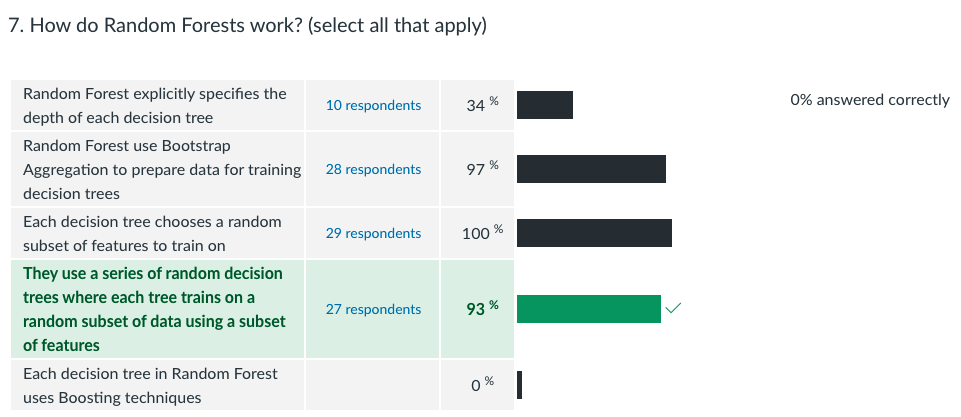 7. How do Random Forests work? (select all that apply)
0% answered correctly
Random Forest explicitly specifies the
depth of each decision tree
10 respondents
34 %
Random Forest use Bootstrap
Aggregation to prepare data for training
decision trees
28 respondents
97 %
Each decision tree chooses a random
subset of features to train on
29 respondents
100 %
They use a series of random decision
trees where each tree trains on a
random subset of data using a subset
of features
27 respondents
93 %
Each decision tree in Random Forest
uses Boosting techniques
0 %